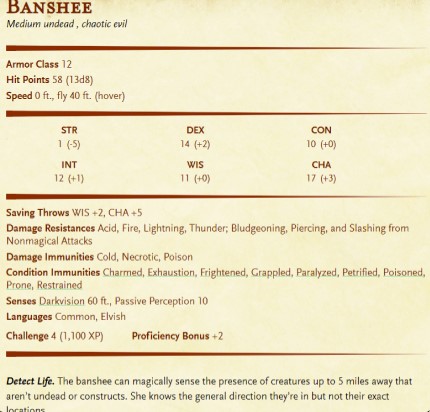 BANSHEE
Medium undead , chaotic evil
Armor Class 12
Hit Points 58 (13d8)
Speed 0 ft., fly 40 ft. (hover)
STR DEX CON
1 (-5) 14 (+2) 10 (+0)
INT WIS CHA
12 (+1) 11 (+0) 17 (+3)
Saving Throws WIS +2, CHA +5
Damage Resistances Acid, Fire, Lightning, Thunder; Bludgeoning, Piercing, and Slashing from
Nonmagical Attacks
Damage Immunities Cold, Necrotic, Poison
Condition Immunities Charmed, Exhaustion, Frightened, Grappled, Paralyzed, Petrified, Poisoned,
Prone, Restrained
Senses Darkvision 60 ft., Passive Perception 10
Languages Common, Elvish
Challenge 4 (1,100 XP) Proficiency Bonus +2
Detect Life. The banshee can magically sense the presence of creatures up to 5 miles away that
aren't undead or constructs. She knows the general direction they're in but not their exact
locations.